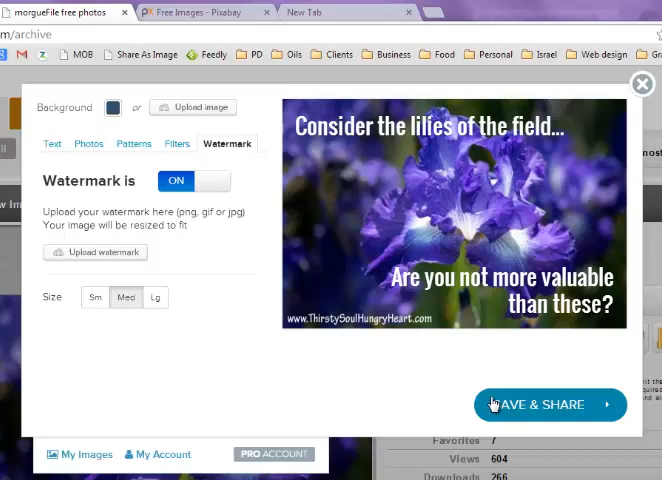 morgueFile free photos
Free Images - Pixabay
New Tab
m/archive
MOB
Share As Image
Feedly
PD
Oils
Clients
Business
Food
Personal
Israel
Web design
Background
or
Upload image
Text
Photos
Patterns
Filters
Watermark
Watermark is
ON
Upload your watermark here (png, gif or jpg)
Your image will be resized to fit
Upload watermark
Size
Sm
Med
Lg
Consider the lilies of the field...
Are you not more valuable
than these?
www.ThirstySoulHungryHeart.com
AVE & SHARE
My Images
My Account
PRO ACCOUNT
Favorites 7
Views 604
Downloads 266